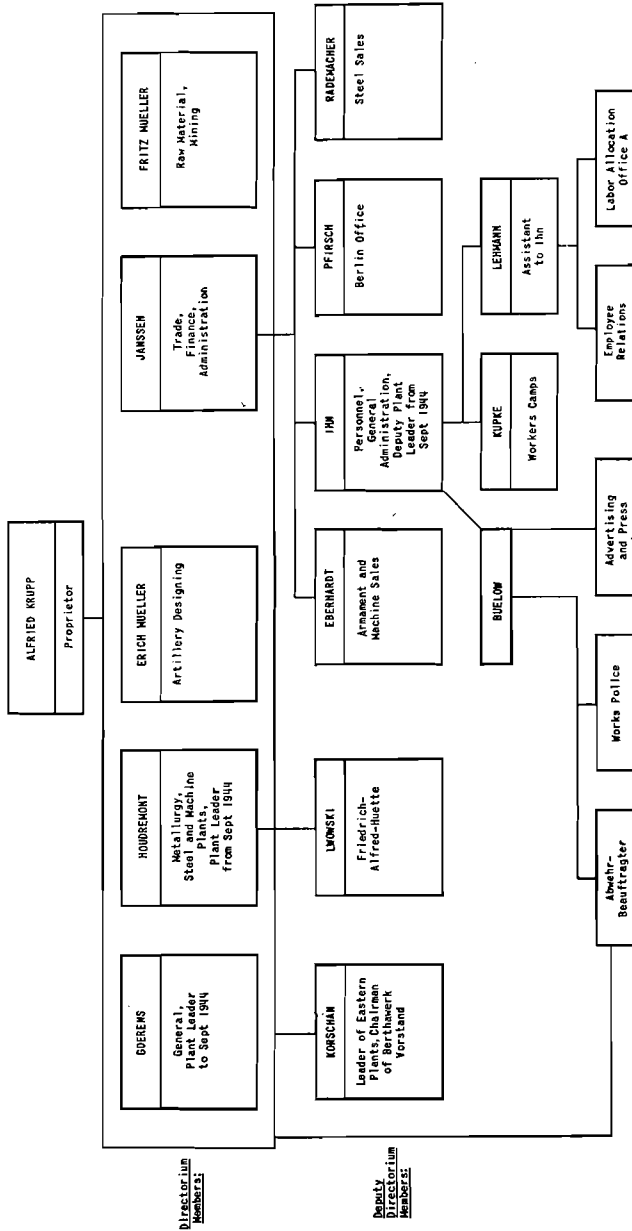 ALFRIED KRUPP
Proprietor
Directorium
Members:
GOERENS
General,
Plant Leader
to Sept 1944
HOUDREMONT
Metallurgy,
Steel and Machine
Plants,
Plant Leader
from Sept 1944
ERICH MUELLER
Artillery Designing
JANSSEN
Trade,
Finance,
Administration
FRITZ MUELLER
Raw Material,
Mining
Deputy
Directorium
Members:
KORSCHAN
Leader of Eastern
Plants, Chairman
of Berthawerk
Vorstand
LWOWSKI
Friedrich-
Alfred-Huette
EBERHARDT
Armament and
Machine Sales
IHN
Personnel,
General
Administration,
Deputy Plant
Leader from
Sept 1944
PFIRSCH
Berlin Office
RADEMACHER
Steel Sales
BUELOW
KUPKE
Workers Camps
LEHMANN
Assistant
to Ihn
Abwehr-
Beauftragter
Works Police
Advertising
and Press
Employee
Relations
Labor Allocation
Office A